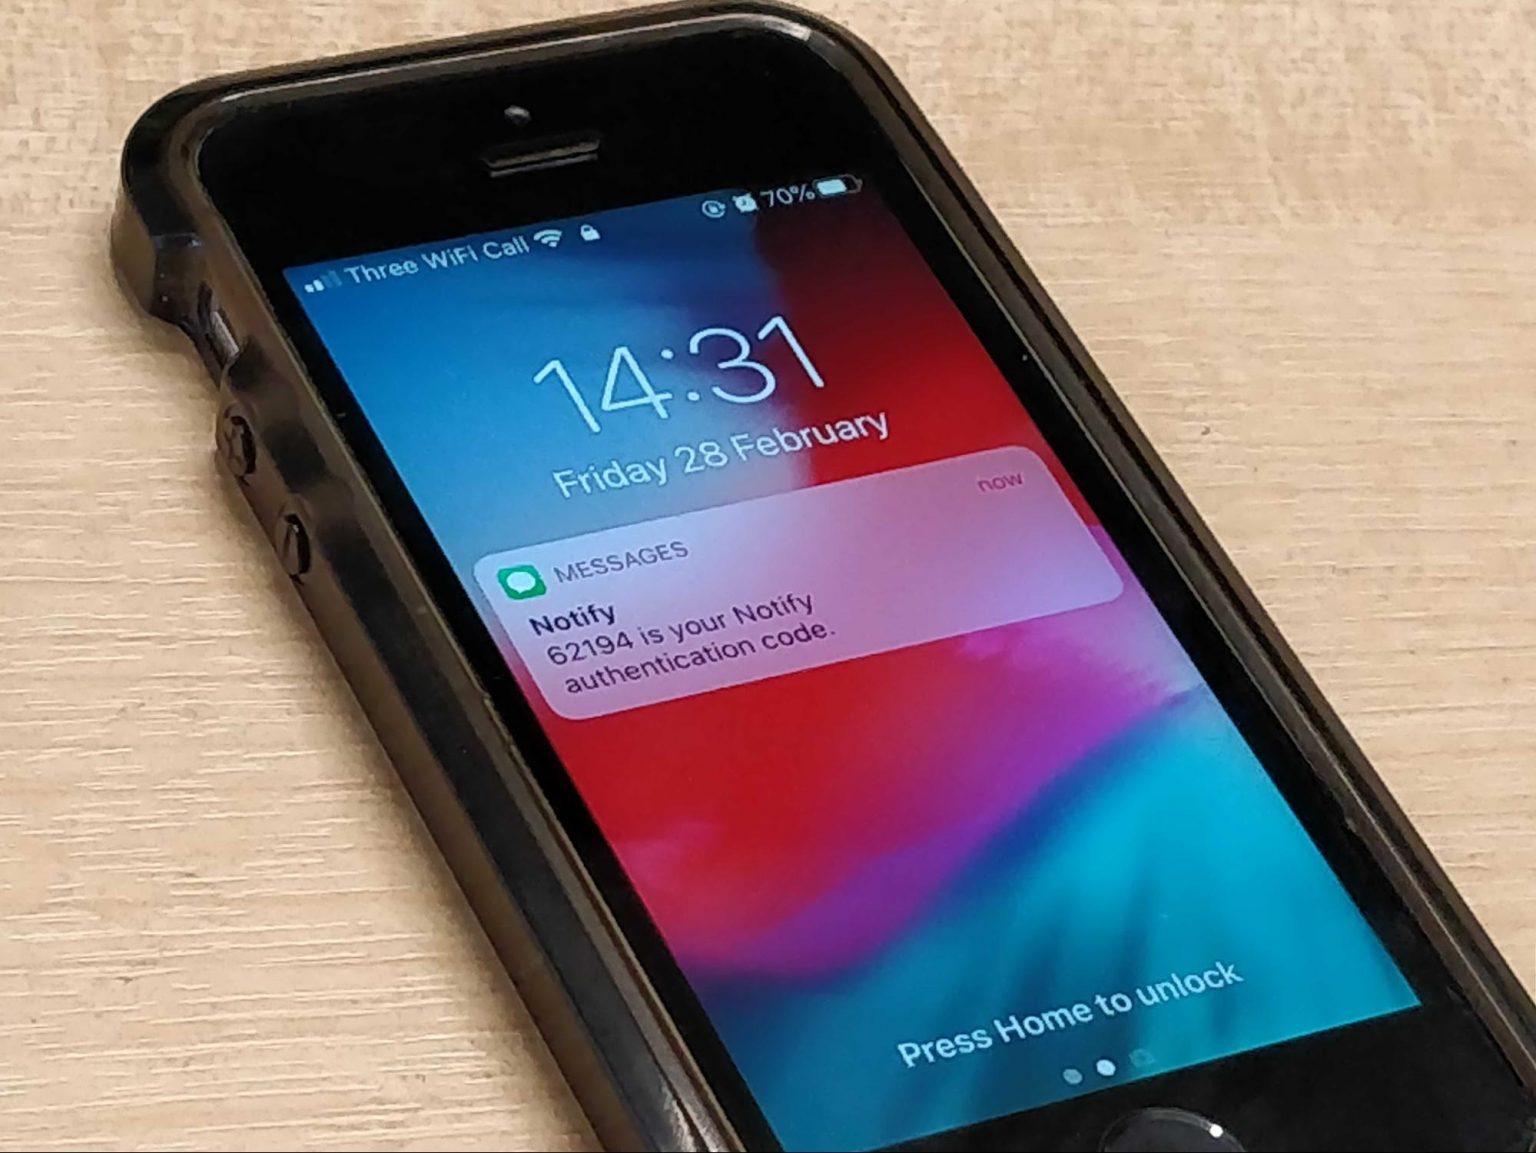 Three WiFi Call 70%
14:31
Friday 28 February
MESSAGES now
Notify
62194 is your Notify
authentication code.
Press Home to unlock